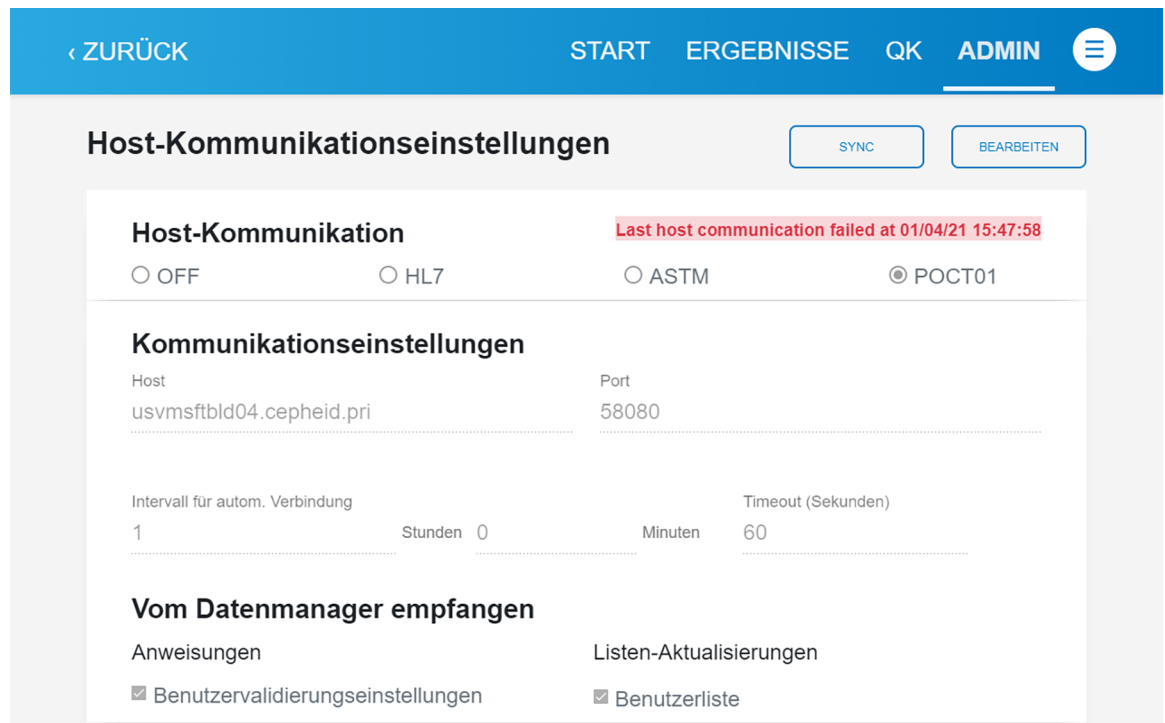 ‹ ZURÜCK START ERGEBNISSE QK ADMIN
Host-Kommunikationseinstellungen SYNC BEARBEITEN
Host-Kommunikation Last host communication failed at 01/04/21 15:47:58
OFF HL7 ASTM POCT01
Kommunikationseinstellungen
Host Port
usvmsftbld04.cepheid.pri 58080
Intervall für autom. Verbindung Timeout (Sekunden)
1 Stunden 0 Minuten 60
Vom Datenmanager empfangen
Anweisungen Listen-Aktualisierungen
Benutzervalidierungseinstellungen Benutzerliste